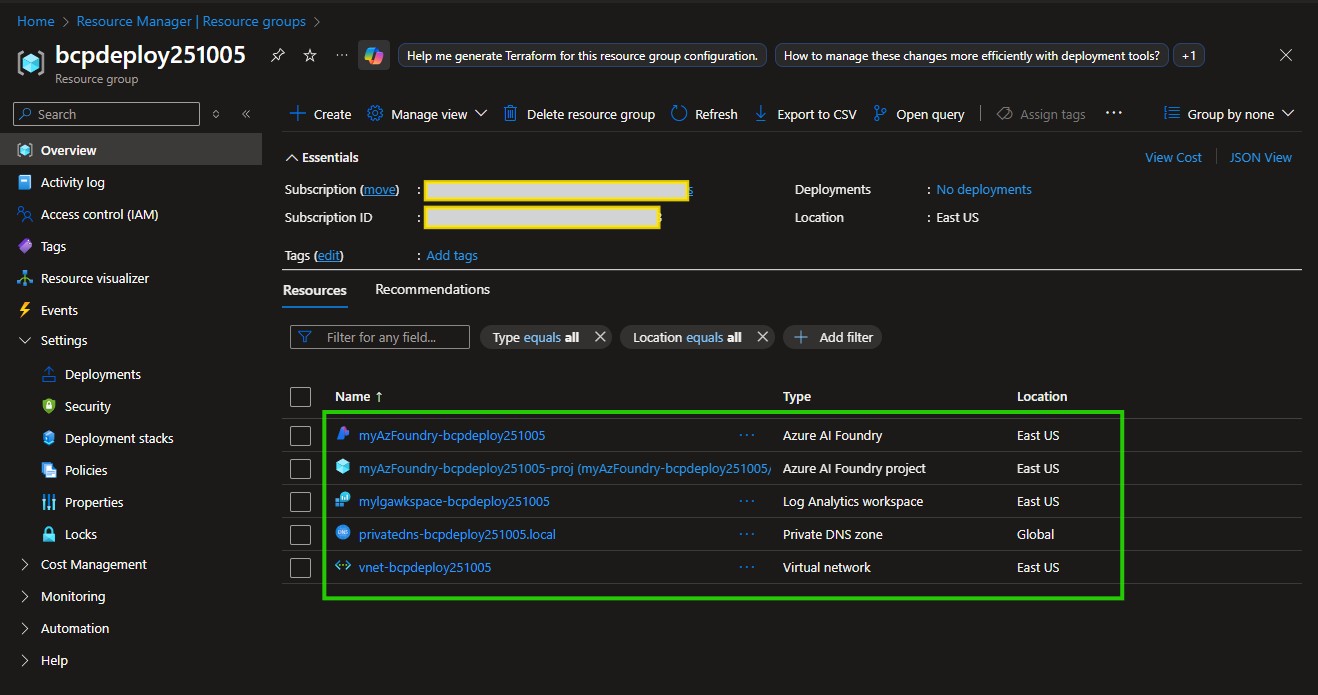 Home > Resource Manager | Resource groups >
bcpdeploy251005
Resource group
Help me generate Terraform for this resource group configuration.
How to manage these changes more efficiently with deployment tools?
+1
Search
Create
Manage view
Delete resource group
Refresh
Export to CSV
Open query
Assign tags
Group by none
Overview
Activity log
Access control (IAM)
Tags
Resource visualizer
Events
Settings
Deployments
Security
Deployment stacks
Policies
Properties
Locks
Cost Management
Monitoring
Automation
Help
Essentials
View Cost
JSON View
Subscription (move) :
Deployments : No deployments
Subscription ID :
Location : East US
Tags (edit) : Add tags
Resources Recommendations
Filter for any field...
Type equals all
Location equals all
Add filter
Name ↑ Type Location
myAzFoundry-bcpdeploy251005 ... Azure AI Foundry East US
myAzFoundry-bcpdeploy251005-proj (myAzFoundry-bcpdeploy251005/ Azure AI Foundry project East US
mylgawkspace-bcpdeploy251005 ... Log Analytics workspace East US
DNS privatedns-bcpdeploy251005.local ... Private DNS zone Global
vnet-bcpdeploy251005 ... Virtual network East US